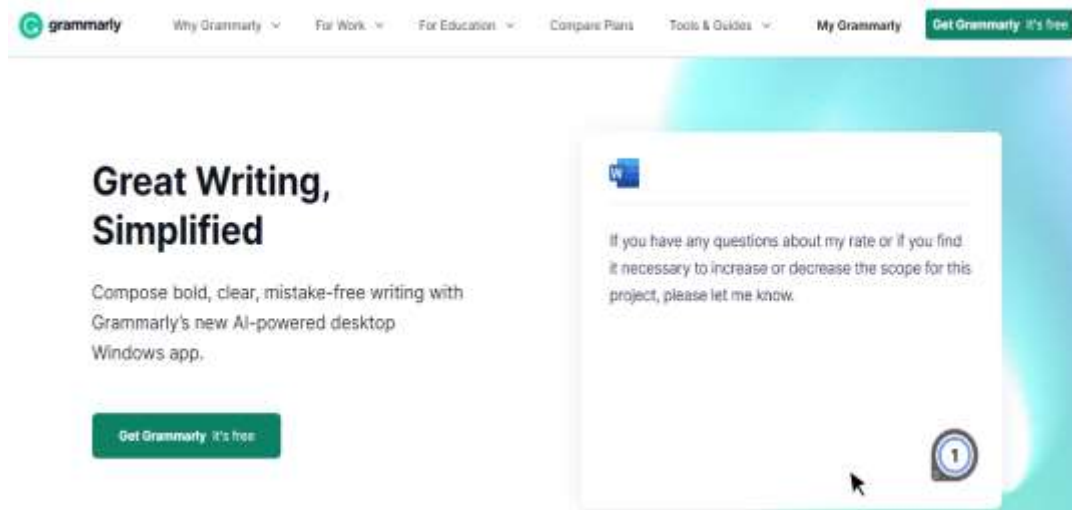 grammarly
Why Grammarly
For Work
For Education
Compare Plans
Tools & Guides
My Grammarly
Get Grammarly It's free
Great Writing,
Simplified
Compose bold, clear, mistake-free writing with
Grammarly's new AI-powered desktop
Windows app.
Get Grammarly It's free
W
If you have any questions about my rate or if you find
it necessary to increase or decrease the scope for this
project, please let me know.
1